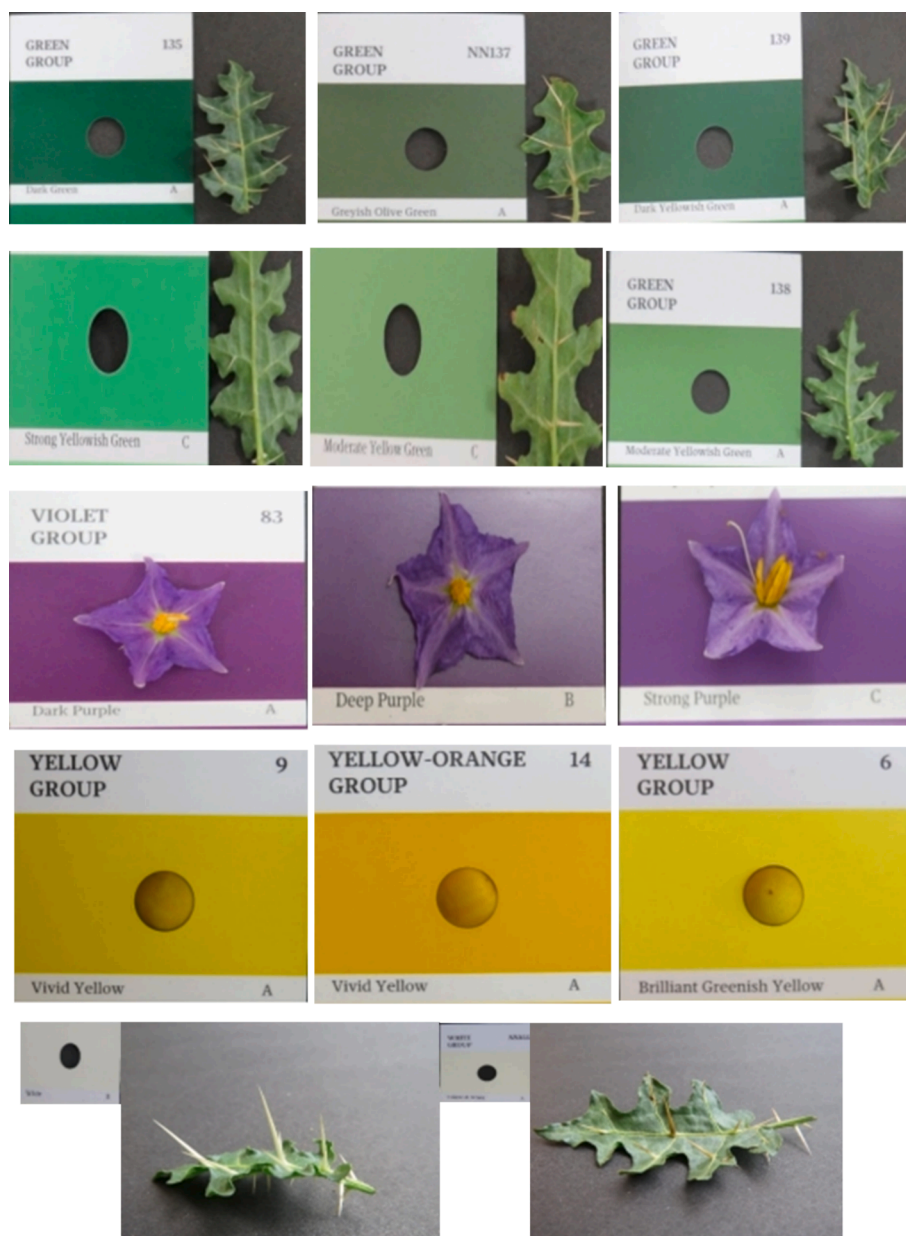 GREEN 135
GROUP
Dark Green A
GREEN NN137
GROUP
Greyish Olive Green A
GREEN 139
GROUP
Dark Yellowish Green A
Strong Yellowish Green C
Moderate Yellow Green C
GREEN 138
GROUP
Moderate Yellowish Green A
VIOLET 83
GROUP
Dark Purple A
Deep Purple B
Strong Purple C
YELLOW 9
GROUP
Vivid Yellow A
YELLOW-ORANGE 14
GROUP
Vivid Yellow A
YELLOW 6
GROUP
Brilliant Greenish Yellow A
GROUP